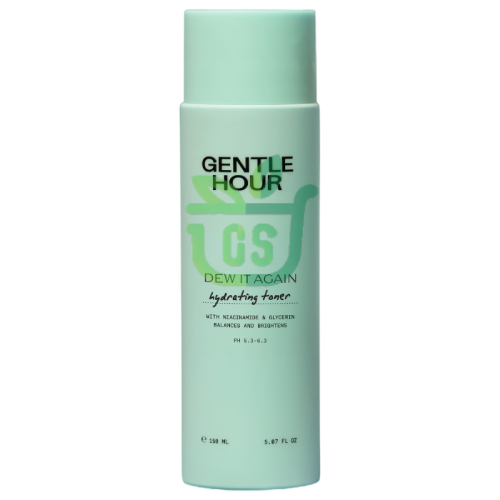 GENTLE
HOUR
GS
DEW IT AGAIN
hydrating toner
WITH NIACINAMIDE & GLYCERIN
BALANCES AND BRIGHTENS
PH 5.3-6.3
℮ 150 ML 5.07 FL OZ